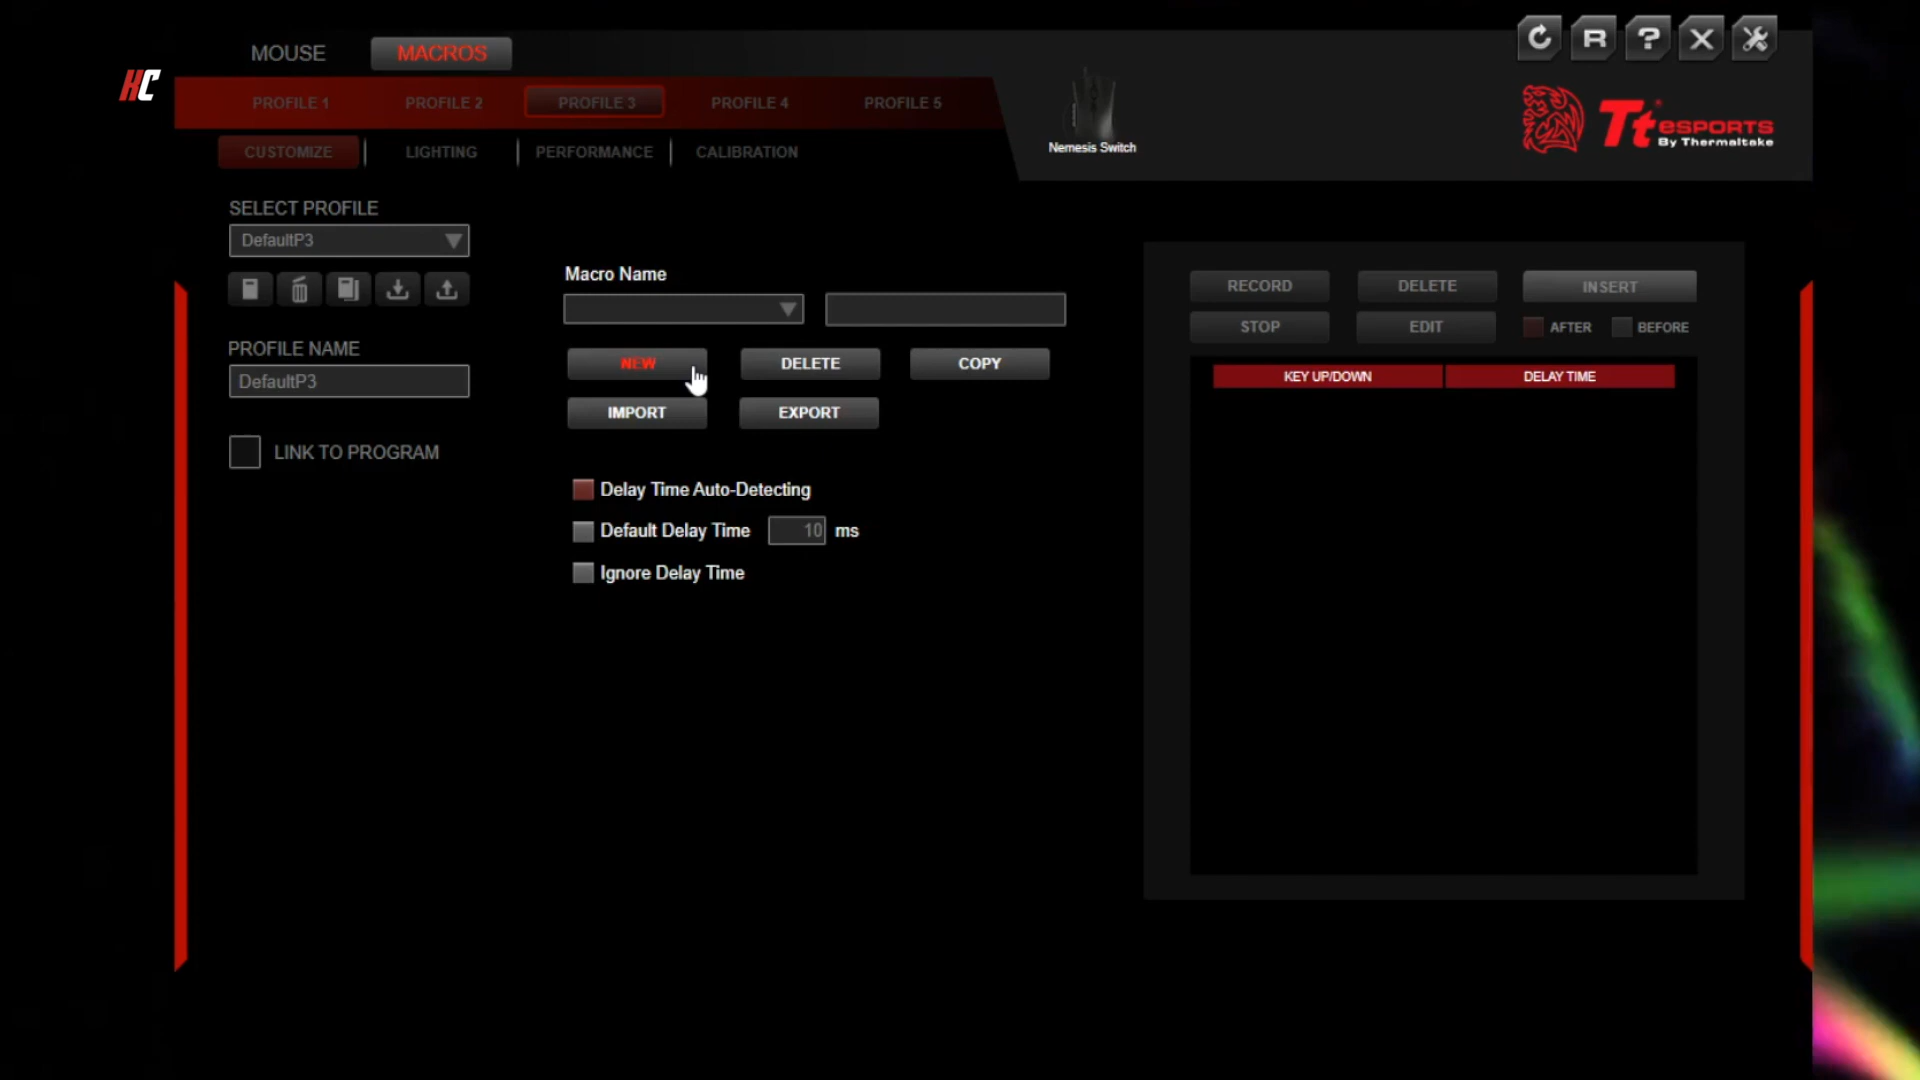 MOUSE
MACROS
R
?
HC
PROFILE 1
PROFILE 2
PROFILE 3
PROFILE 4
PROFILE 5
Nemesis Switch
Tt eSPORTS
By Thermaltake
CUSTOMIZE
LIGHTING
PERFORMANCE
CALIBRATION
SELECT PROFILE
DefaultP3
PROFILE NAME
DefaultP3
LINK TO PROGRAM
Macro Name
NEW
DELETE
COPY
IMPORT
EXPORT
Delay Time Auto-Detecting
Default Delay Time 10 ms
Ignore Delay Time
RECORD
DELETE
INSERT
STOP
EDIT
AFTER
BEFORE
KEY UP/DOWN
DELAY TIME